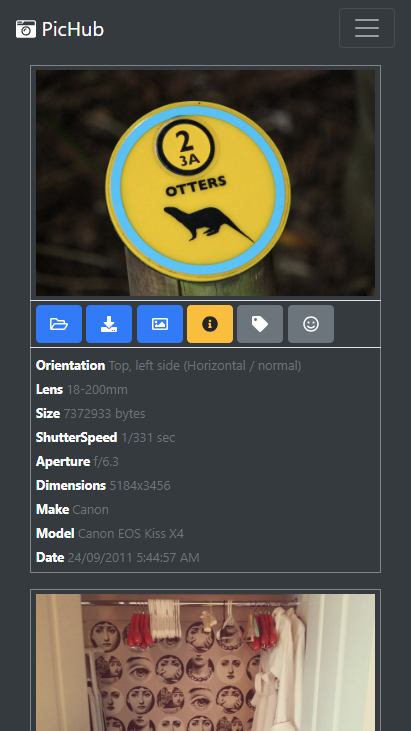 PicHub
2
3A
OTTERS
Orientation Top, left side (Horizontal / normal)
Lens 18-200mm
Size 7372933 bytes
ShutterSpeed 1/331 sec
Aperture f/6.3
Dimensions 5184x3456
Make Canon
Model Canon EOS Kiss X4
Date 24/09/2011 5:44:57 AM